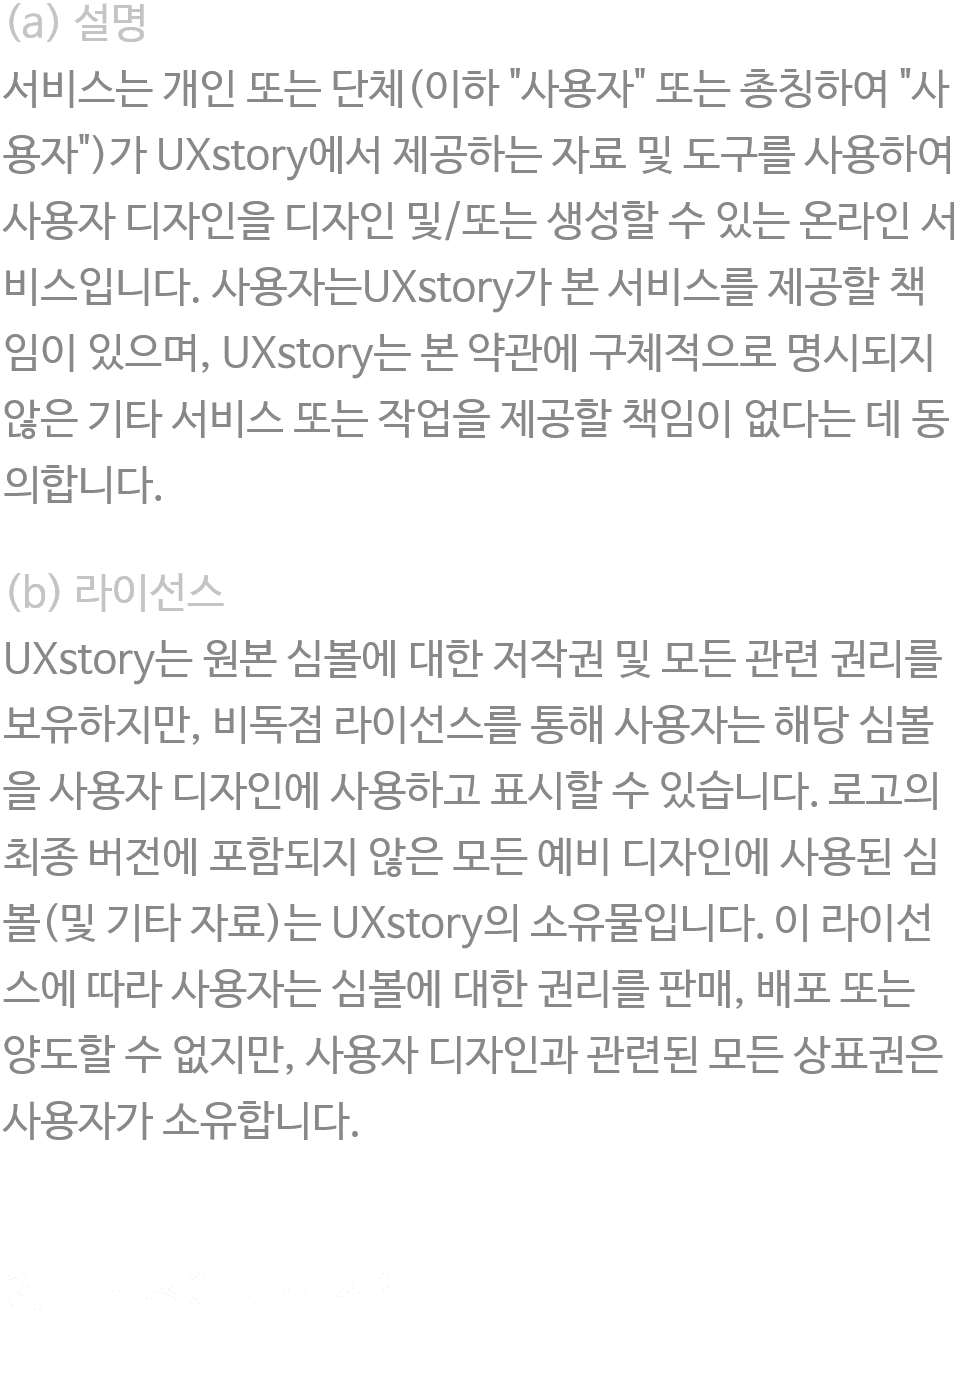 (a) 설명
서비스는 개인 또는 단체(이하 "사용자" 또는 총칭하여 "사
용자")가 UXstory에서 제공하는 자료 및 도구를 사용하여
사용자 디자인을 디자인 및/또는 생성할 수 있는 온라인 서
비스입니다. 사용자는UXstory가 본 서비스를 제공할 책
임이 있으며, UXstory는 본 약관에 구체적으로 명시되지
않은 기타 서비스 또는 작업을 제공할 책임이 없다는 데 동
의합니다.
(b) 라이선스
UXstory는 원본 심볼에 대한 저작권 및 모든 관련 권리를
보유하지만, 비독점 라이선스를 통해 사용자는 해당 심볼
을 사용자 디자인에 사용하고 표시할 수 있습니다. 로고의
최종 버전에 포함되지 않은 모든 예비 디자인에 사용된 심
볼(및 기타 자료)는 UXstory의 소유물입니다. 이 라이선
스에 따라 사용자는 심볼에 대한 권리를 판매, 배포 또는
양도할 수 없지만, 사용자 디자인과 관련된 모든 상표권은
사용자가 소유합니다.